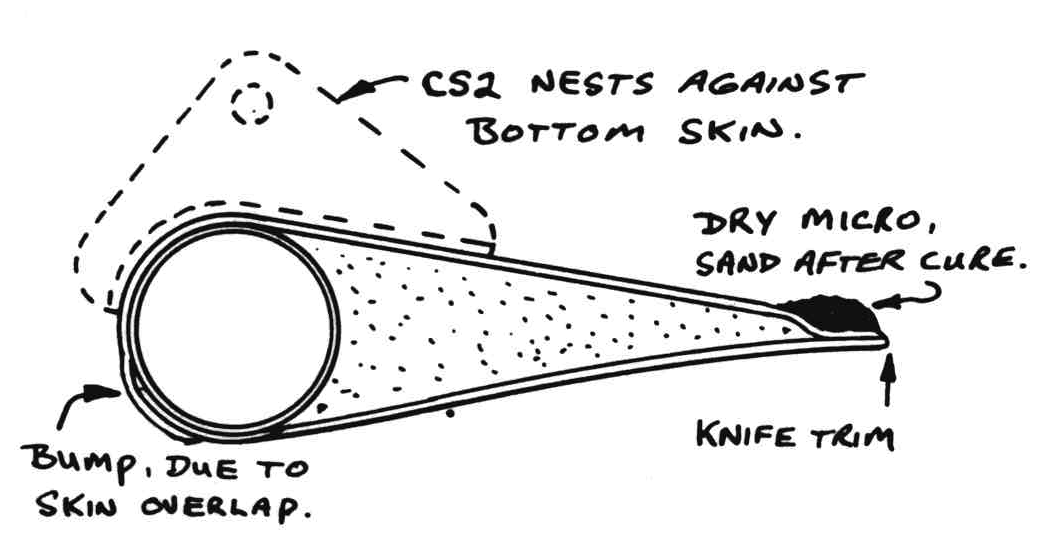 CS2 NESTS AGAINST
BOTTOM SKIN.
DRY MICRO,
SAND AFTER CURE.
KNIFE TRIM
BUMP, DUE TO
SKIN OVERLAP.